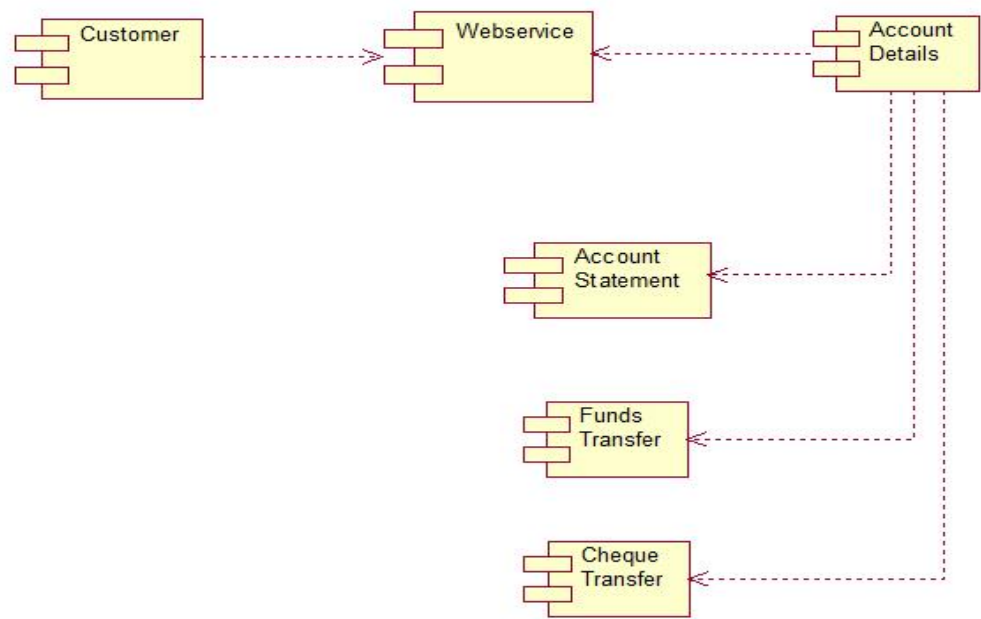 Customer
Webservice
Account
Details
Account
Statement
Funds
Transfer
Cheque
Transfer